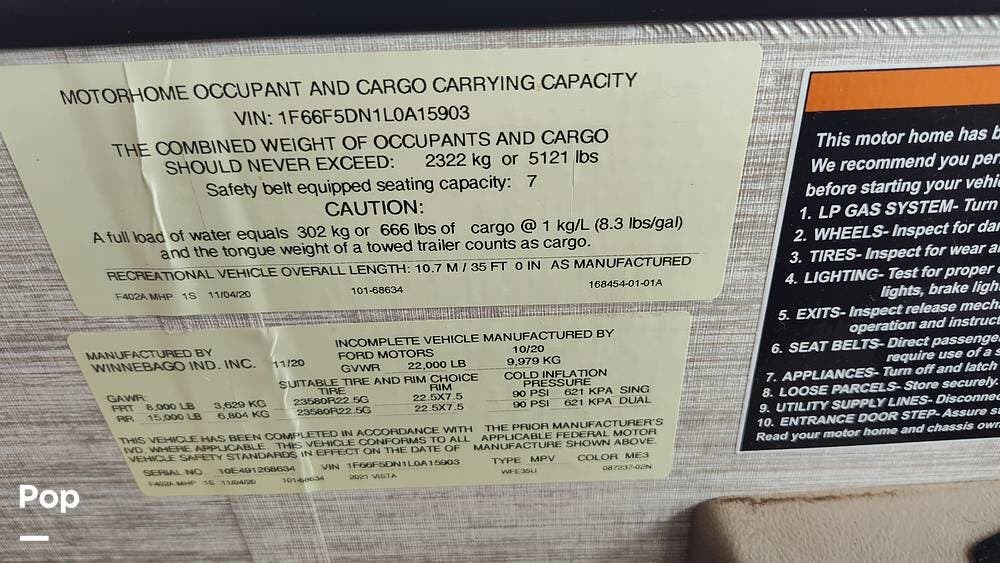 MOTORHOME OCCUPANT AND CARGO CARRYING CAPACITY
VIN: 1F66F5DN1L0A15903
THE COMBINED WEIGHT OF OCCUPANTS AND CARGO
SHOULD NEVER EXCEED: 2322 kg or 5121 lbs
Safety belt equipped seating capacity: 7
CAUTION:
A full load of water equals 302 kg or 666 lbs of cargo @ 1 kg/L (8.3 lbs/gal)
and the tongue weight of a towed trailer counts as cargo.
RECREATIONAL VEHICLE OVERALL LENGTH: 10.7 M / 35 FT 0 IN AS MANUFACTURED
F402A MHP 1S 11/04/20 101-68634 168454-01-01A
MANUFACTURED BY
WINNEBAGO IND. INC. 11/20
INCOMPLETE VEHICLE MANUFACTURED BY
FORD MOTORS 10/20
GVWR 22,000 LB 9,979 KG
SUITABLE TIRE AND RIM CHOICE COLD INFLATION
GAWR: TIRE RIM PRESSURE
FRT 8,000 LB 3,629 KG 23580R22.5G 22.5X7.5 90 PSI 621 KPA SING
RR 15,000 LB 6,804 KG 23580R22.5G 22.5X7.5 90 PSI 621 KPA DUAL
THIS VEHICLE HAS BEEN COMPLETED IN ACCORDANCE WITH THE PRIOR MANUFACTURER'S
IVD WHERE APPLICABLE. THIS VEHICLE CONFORMS TO ALL APPLICABLE FEDERAL MOTOR
VEHICLE SAFETY STANDARDS IN EFFECT ON THE DATE OF MANUFACTURE SHOWN ABOVE.
SERIAL NO. 10E491268634 VIN 1F66F5DN1L0A15903 TYPE MPV COLOR ME3
F402A MHP 1S 11/04/20 101-68634 2021 VISTA WFE35U 087237-02N
This motor home has b
We recommend you per
before starting your vehi
1. LP GAS SYSTEM- Turn
2. WHEELS- Inspect for da
3. TIRES- Inspect for wear a
4. LIGHTING- Test for proper
lights, brake ligh
5. EXITS- Inspect release mech
operation and instruct
6. SEAT BELTS- Direct passenge
require use of a s
7. APPLIANCES- Turn off and latch
8. LOOSE PARCELS- Store securely.
9. UTILITY SUPPLY LINES- Disconnec
10. ENTRANCE DOOR STEP- Assure s
Read your motor home and chassis own
Pop